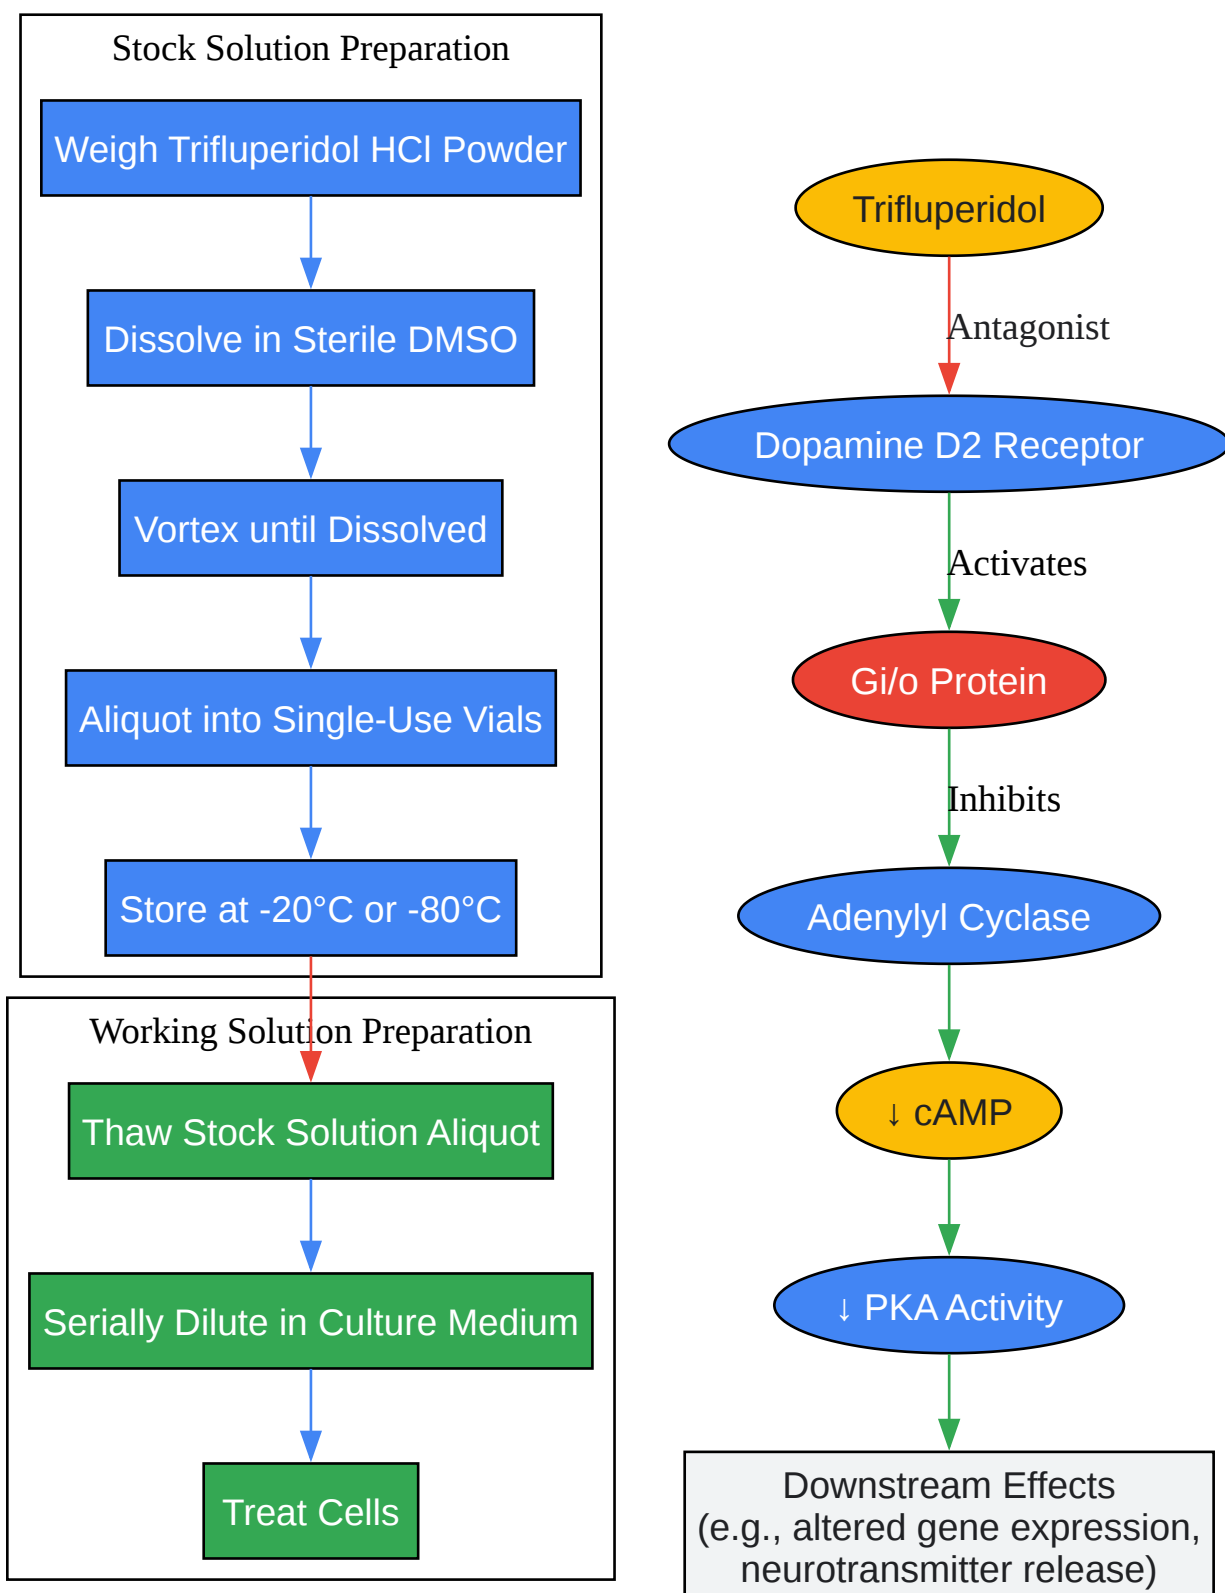 Stock Solution Preparation
Weigh Trifluperidol HCl Powder
Dissolve in Sterile DMSO
Vortex until Dissolved
Aliquot into Single-Use Vials
Store at -20°C or -80°C
Working Solution Preparation
Thaw Stock Solution Aliquot
Serially Dilute in Culture Medium
Treat Cells
Trifluperidol
Antagonist
Dopamine D2 Receptor
Activates
Gi/o Protein
Inhibits
Adenylyl Cyclase
↓ cAMP
↓ PKA Activity
Downstream Effects
(e.g., altered gene expression,
neurotransmitter release)